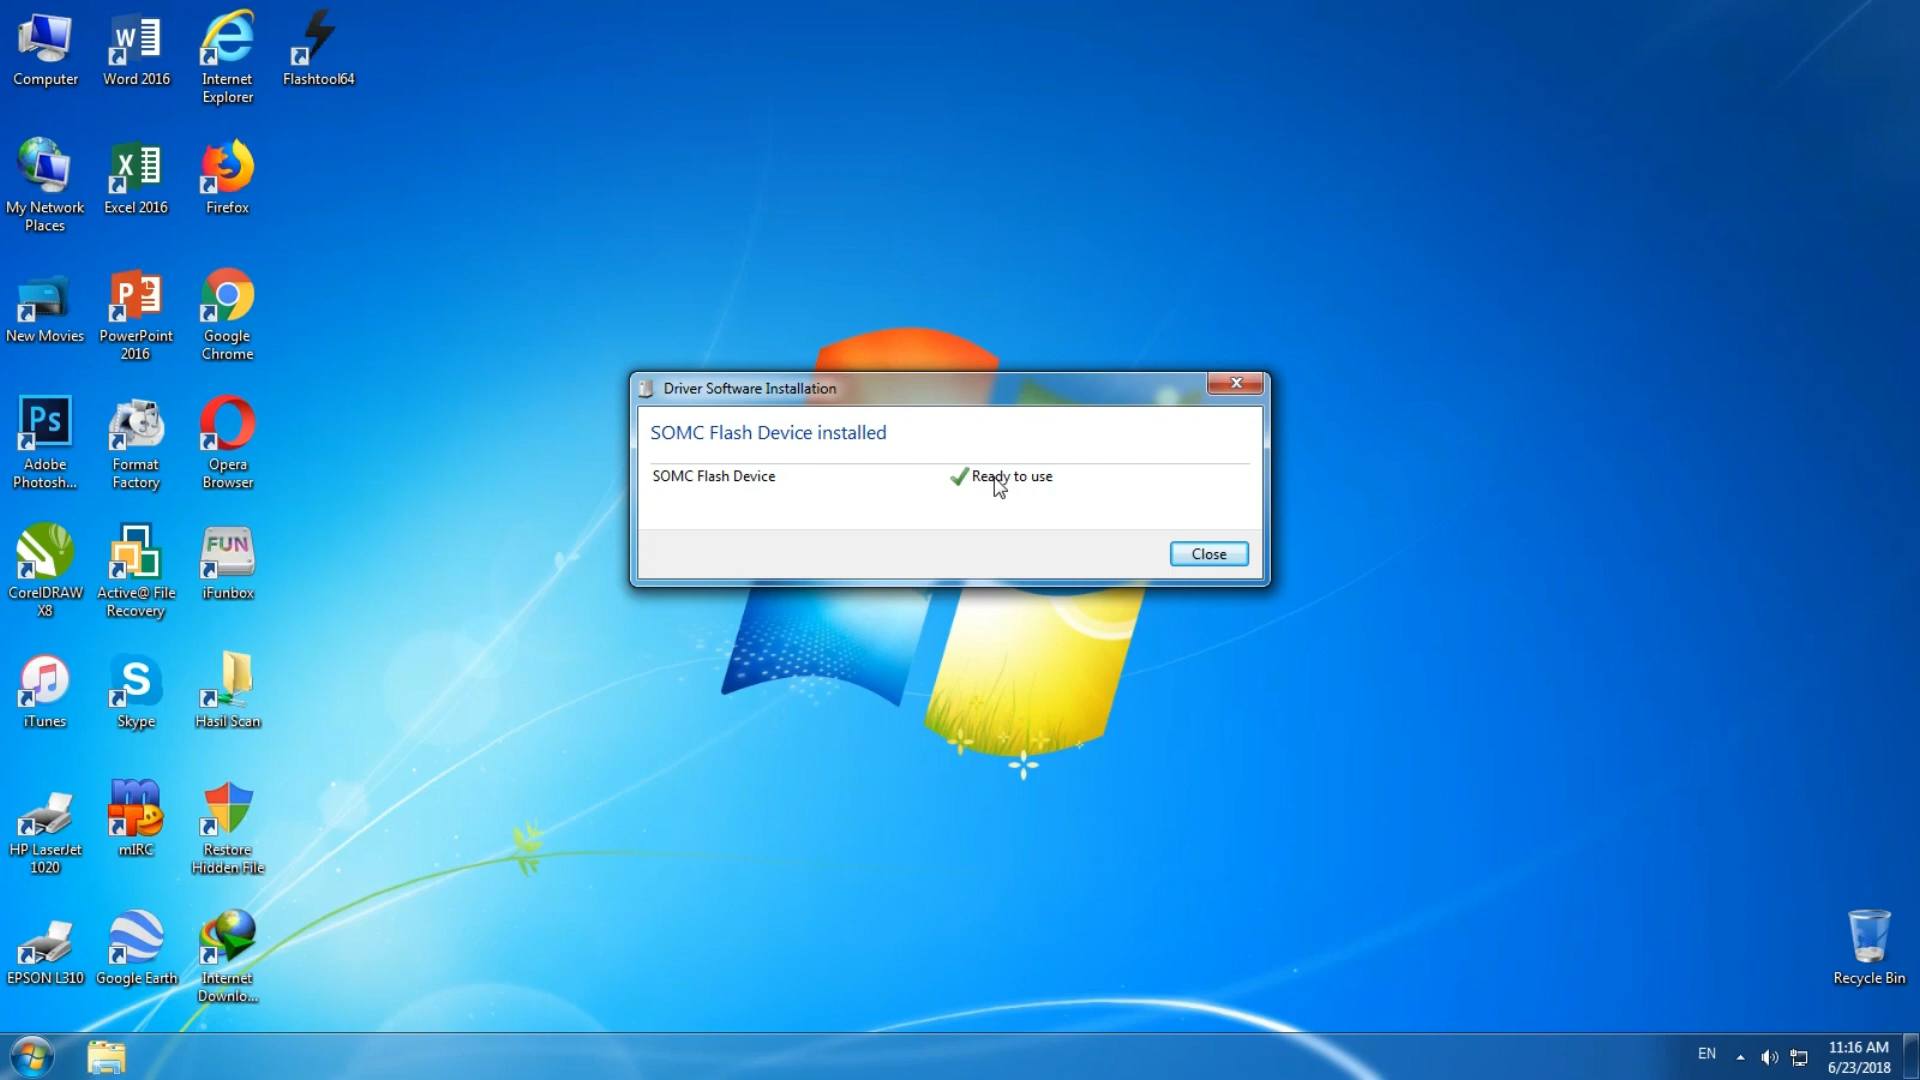 Computer
Word 2016
Internet
Explorer
Flashtool64
My Network
Places
Excel 2016
Firefox
New Movies
PowerPoint
2016
Google
Chrome
Adobe
Photosh...
Format
Factory
Opera
Browser
CorelDRAW
X8
Active@ File
Recovery
iFunbox
iTunes
Skype
Hasil Scan
HP LaserJet
1020
mIRC
Restore
Hidden File
EPSON L310
Google Earth
Internet
Downlo...
W
X
P
Ps
FUN
S
m
Driver Software Installation
SOMC Flash Device installed
SOMC Flash Device
Ready to use
Close
Recycle Bin
EN
11:16 AM
6/23/2018